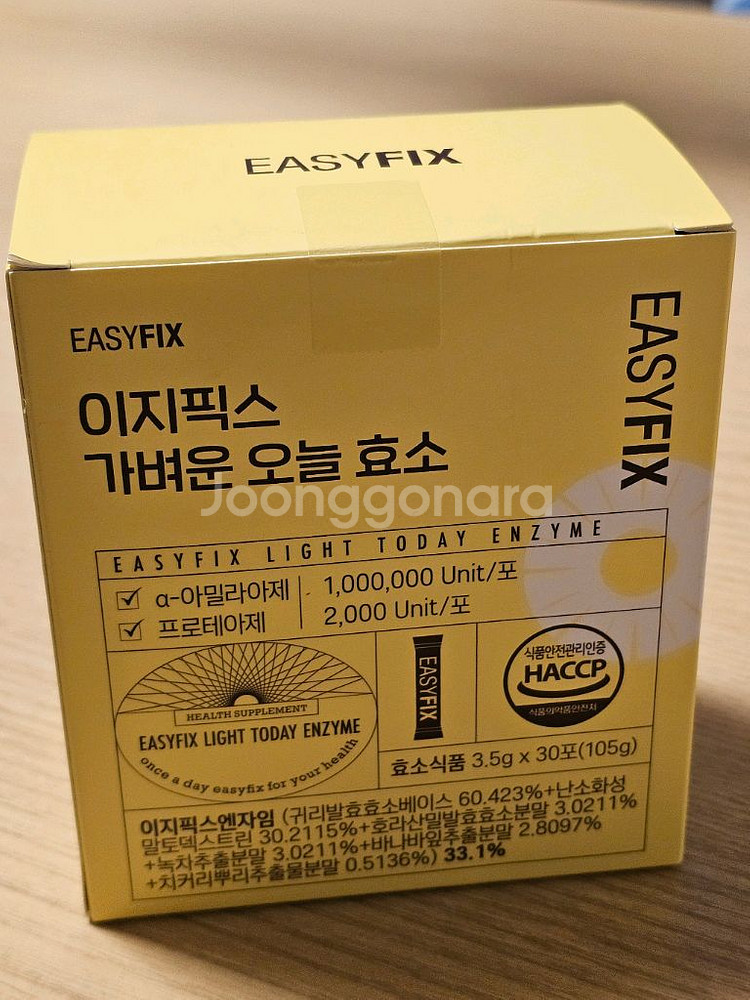 EASYFIX
EASYFIX
EASYFIX
이지픽스
가벼운 오늘 효소
Joonggonara
EASYFIX LIGHT TODAY ENZYME
α-아밀라아제 1,000,000 Unit/포
프로테아제 2,000 Unit/포
HEALTH SUPPLEMENT
EASYFIX LIGHT TODAY ENZYME
once a day easyfix for your health
EASYFIX
식품안전관리인증
HACCP
식품의약품안전처
효소식품 3.5g x 30포(105g)
이지픽스엔자임 (귀리발효효소베이스 60.423%+난소화성
말토덱스트린 30.2115%+호라산밀발효효소분말 3.0211%
+녹차추출분말 3.0211%+바나바잎추출분말 2.8097%
+치커리뿌리추출물분말 0.5136%) 33.1%